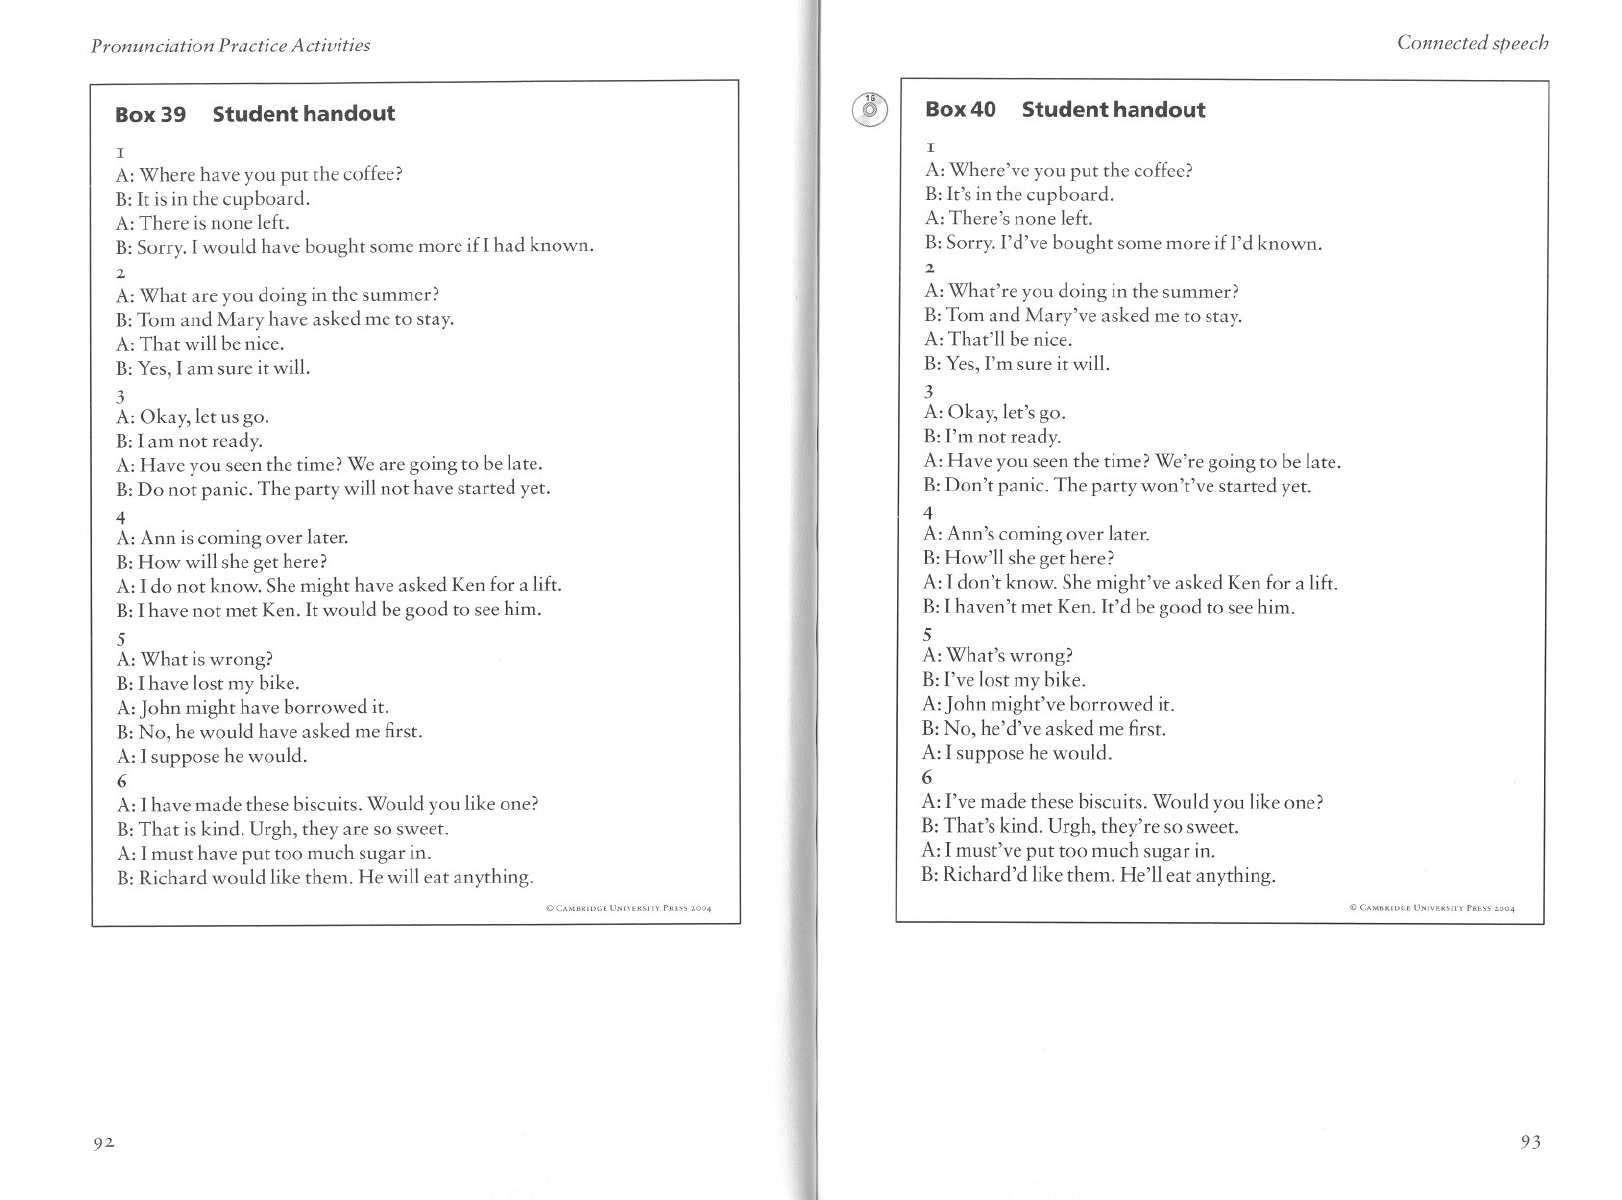 Pronunciation Practice Activities
Box 39 Student handout
1
A: Where have you put the coffee?
B: It is in the cupboard.
A: There is none left.
B: Sorry. I would have bought some more if I had known.
2
A: What are you doing in the summer?
B: Tom and Mary have asked me to stay.
A: That will be nice.
B: Yes, I am sure it will.
3
A: Okay, let us go.
B: I am not ready.
A: Have you seen the time? We are going to be late.
B: Do not panic. The party will not have started yet.
4
A: Ann is coming over later.
B: How will she get here?
A: I do not know. She might have asked Ken for a lift.
B: I have not met Ken. It would be good to see him.
5
A: What is wrong?
B: I have lost my bike.
A: John might have borrowed it.
B: No, he would have asked me first.
A: I suppose he would.
6
A: I have made these biscuits. Would you like one?
B: That is kind. Urgh, they are so sweet.
A: I must have put too much sugar in.
B: Richard would like them. He will eat anything.
© CAMBRIDGE UNIVERSITY PRESS 2004
92
Connected speech
16
Box 40 Student handout
1
A: Where've you put the coffee?
B: It's in the cupboard.
A: There's none left.
B: Sorry. I'd've bought some more if I'd known.
2
A: What're you doing in the summer?
B: Tom and Mary've asked me to stay.
A: That'll be nice.
B: Yes, I'm sure it will.
3
A: Okay, let's go.
B: I'm not ready.
A: Have you seen the time? We're going to be late.
B: Don't panic. The party won't've started yet.
4
A: Ann's coming over later.
B: How'll she get here?
A: I don't know. She might've asked Ken for a lift.
B: I haven't met Ken. It'd be good to see him.
5
A: What's wrong?
B: I've lost my bike.
A: John might've borrowed it.
B: No, he'd've asked me first.
A: I suppose he would.
6
A: I've made these biscuits. Would you like one?
B: That's kind. Urgh, they're so sweet.
A: I must've put too much sugar in.
B: Richard'd like them. He'll eat anything.
© CAMBRIDGE UNIVERSITY PRESS 2004
93